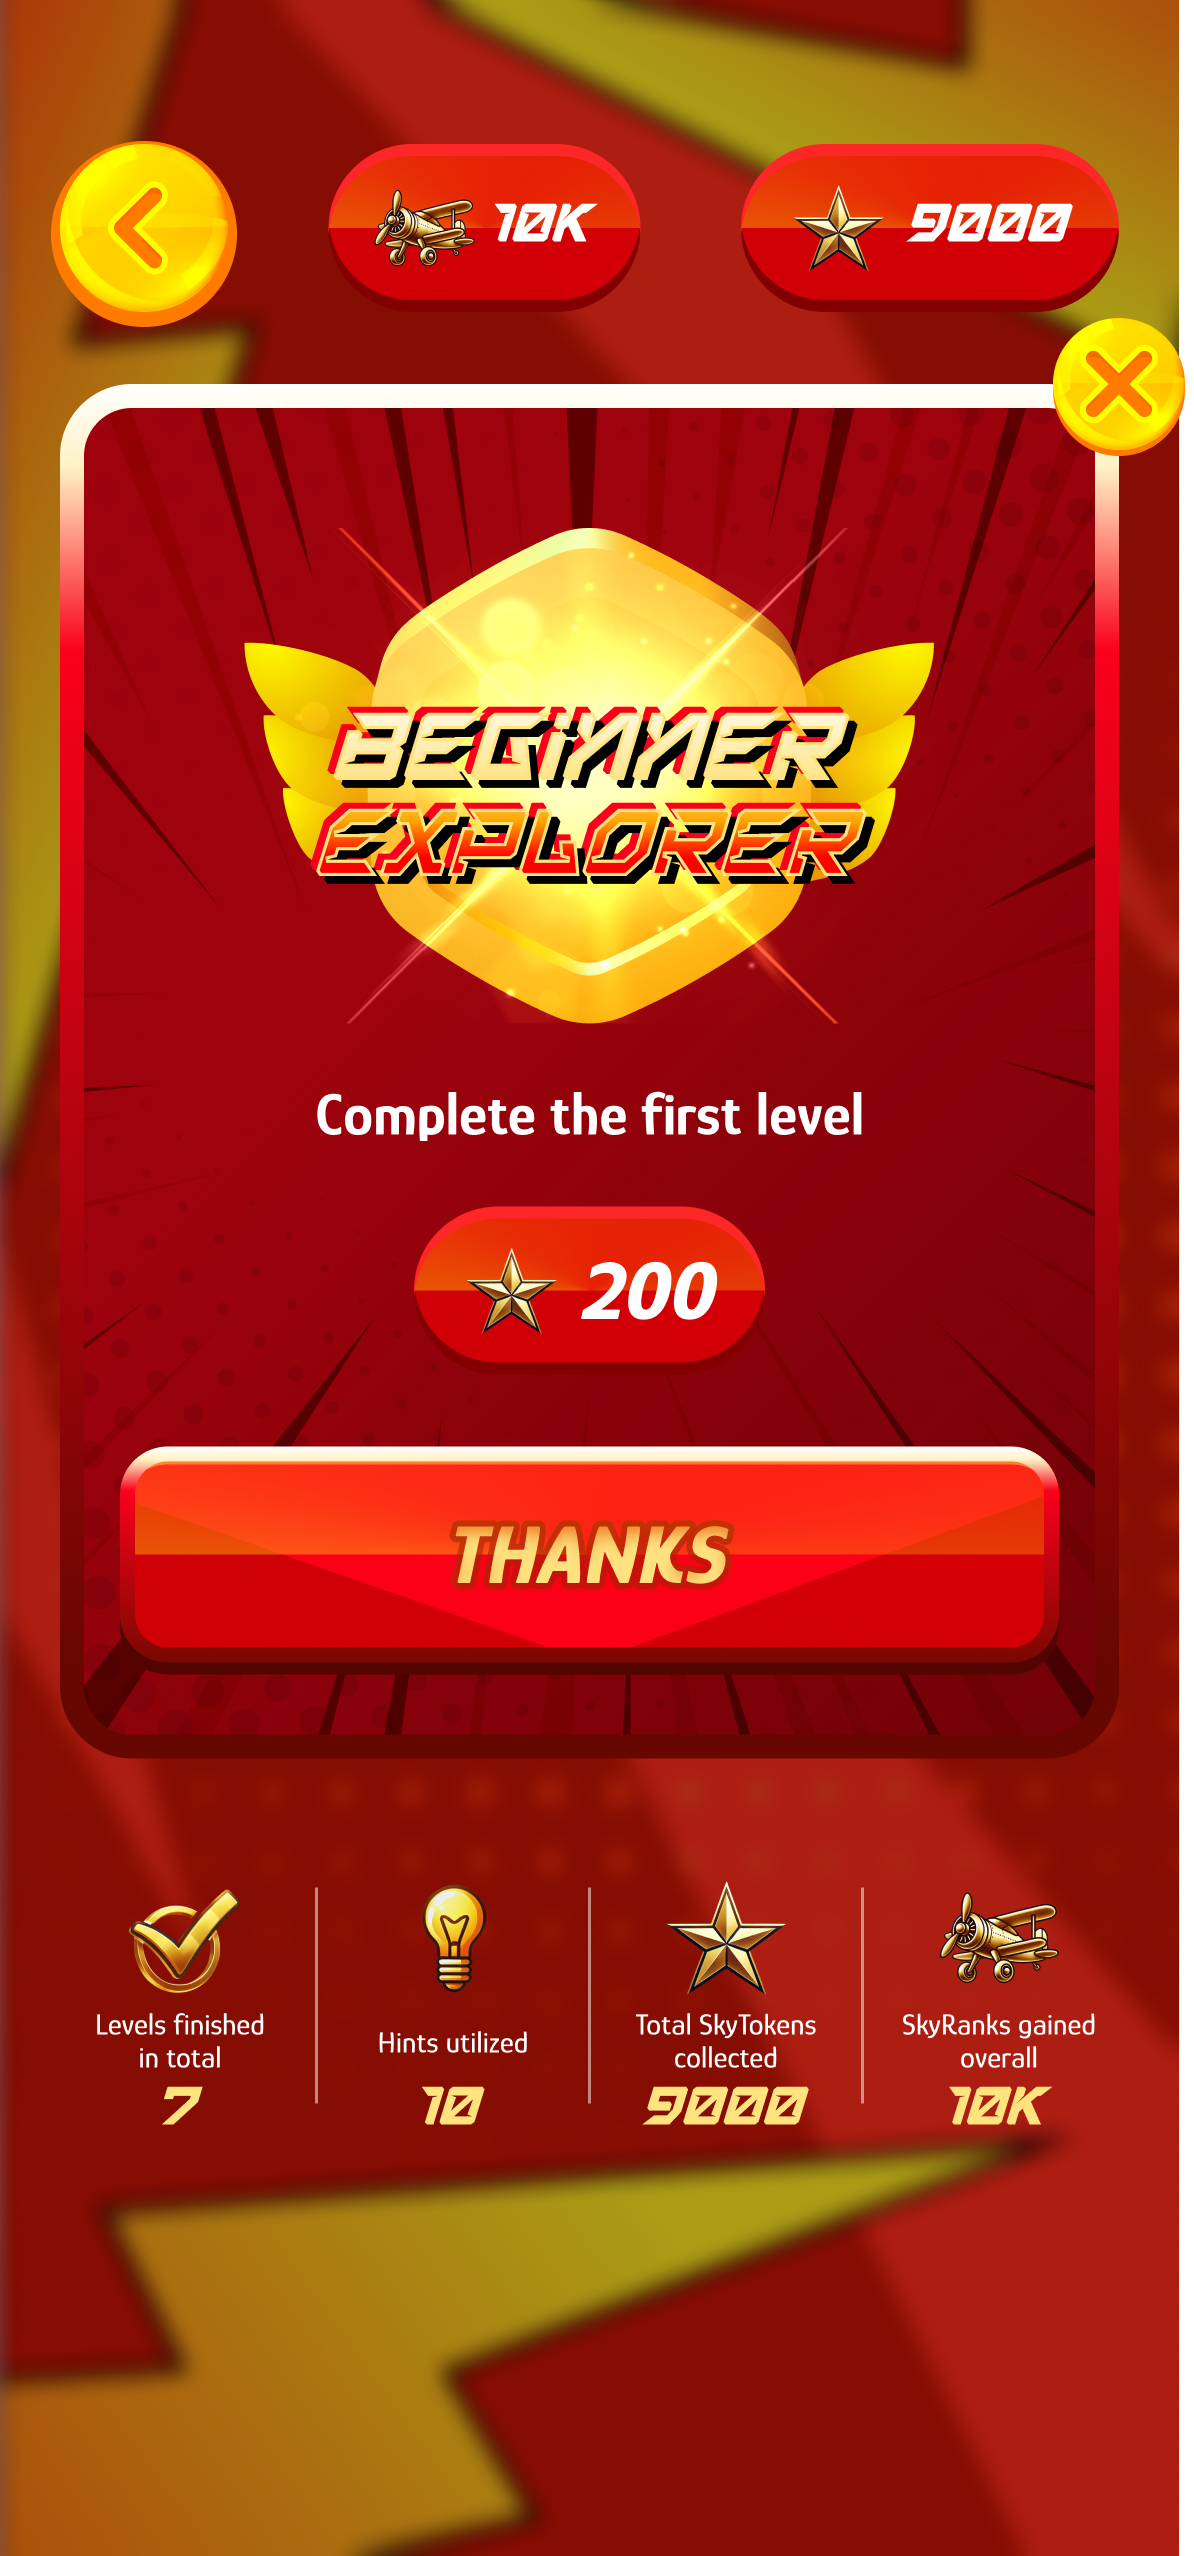 10K
9000
BEGINNER
EXPLORER
Complete the first level
200
THANKS
Levels finished
in total
7
Hints utilized
10
Total SkyTokens
collected
9000
SkyRanks gained
overall
10K